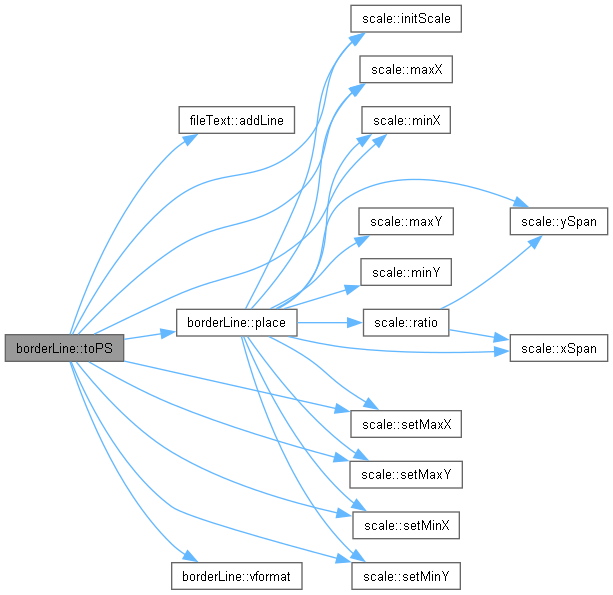 scale::initScale
scale::maxX
fileText::addLine
scale::minX
scale::maxY
scale::ySpan
scale::minY
borderLine::place
scale::ratio
borderLine::toPS
scale::xSpan
scale::setMaxX
scale::setMaxY
scale::setMinX
borderLine::vformat
scale::setMinY